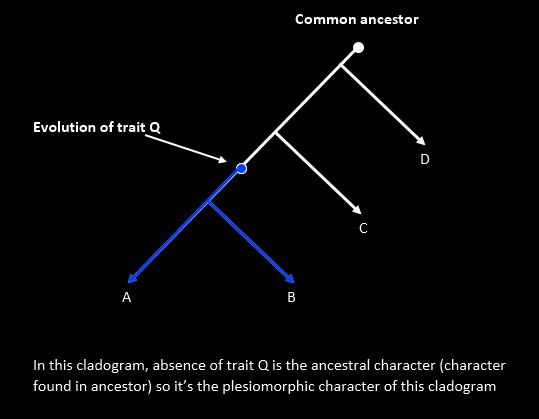 Common ancestor
Evolution of trait Q
D
C
A
B
In this cladogram, absence of trait Q is the ancestral character (character
found in ancestor) so it's the plesiomorphic character of this cladogram